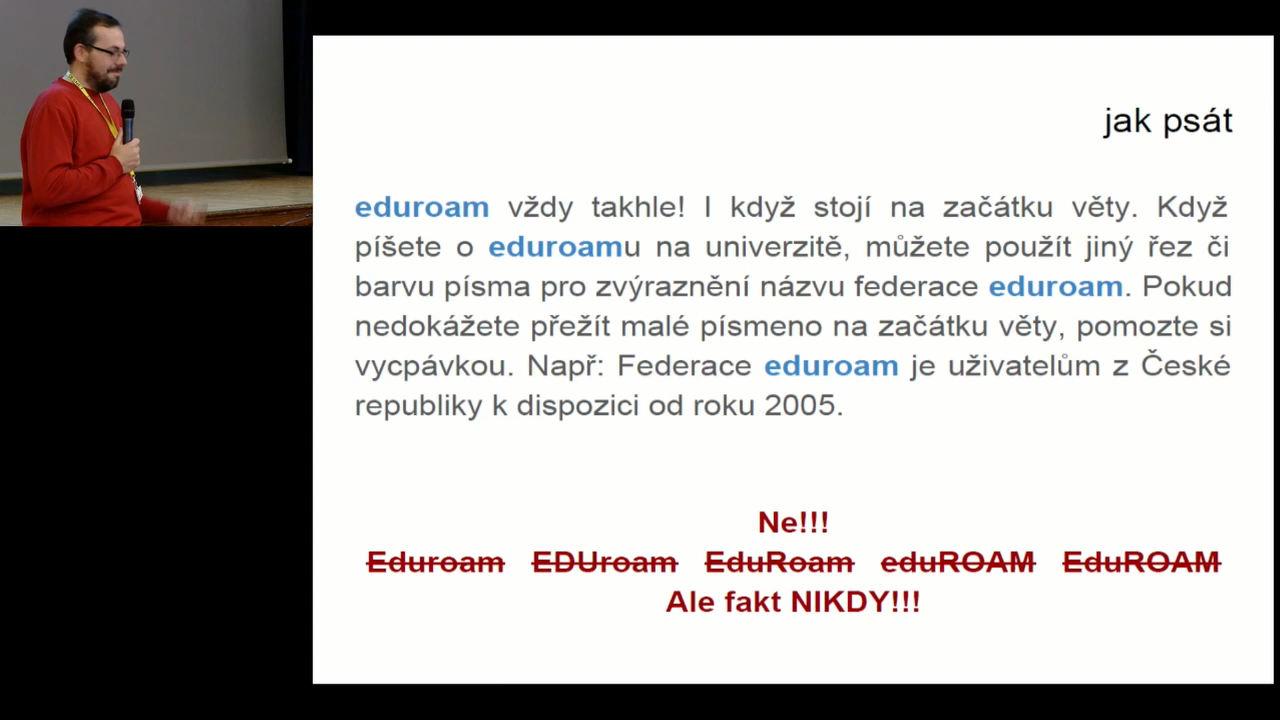 jak psát
eduroam vždy takhle! I když stojí na začátku věty. Když
píšete o eduroamu na univerzitě, můžete použít jiný řez či
barvu písma pro zvýraznění názvu federace eduroam. Pokud
nedokážete přežít malé písmeno na začátku věty, pomozte si
vycpávkou. Např: Federace eduroam je uživatelům z České
republiky k dispozici od roku 2005.
Ne!!!
Eduroam EDUroam EduRoam eduROAM EduROAM
Ale fakt NIKDY!!!